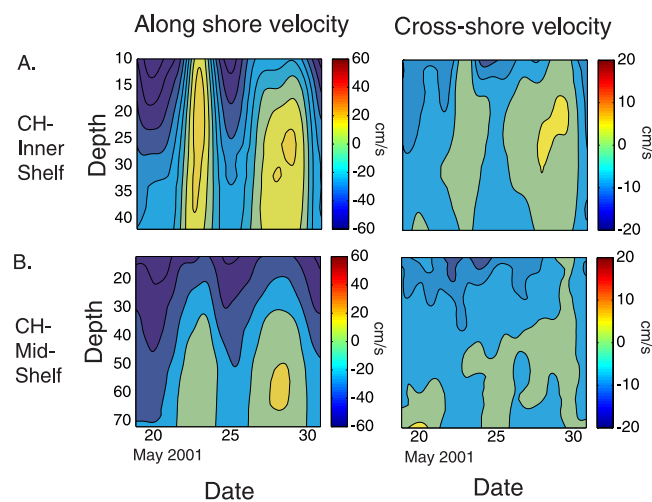 Along shore velocity
Cross-shore velocity
A.
CH-
Inner
Shelf
Depth
10
15
20
25
30
35
40
60
40
20
0
-20
-40
-60
cm/s
20
10
0
-10
-20
cm/s
B.
CH-
Mid-
Shelf
Depth
20
30
40
50
60
70
60
40
20
0
-20
-40
-60
cm/s
20
10
0
-10
-20
cm/s
20
25
30
May 2001
20
25
30
May 2001
Date
Date